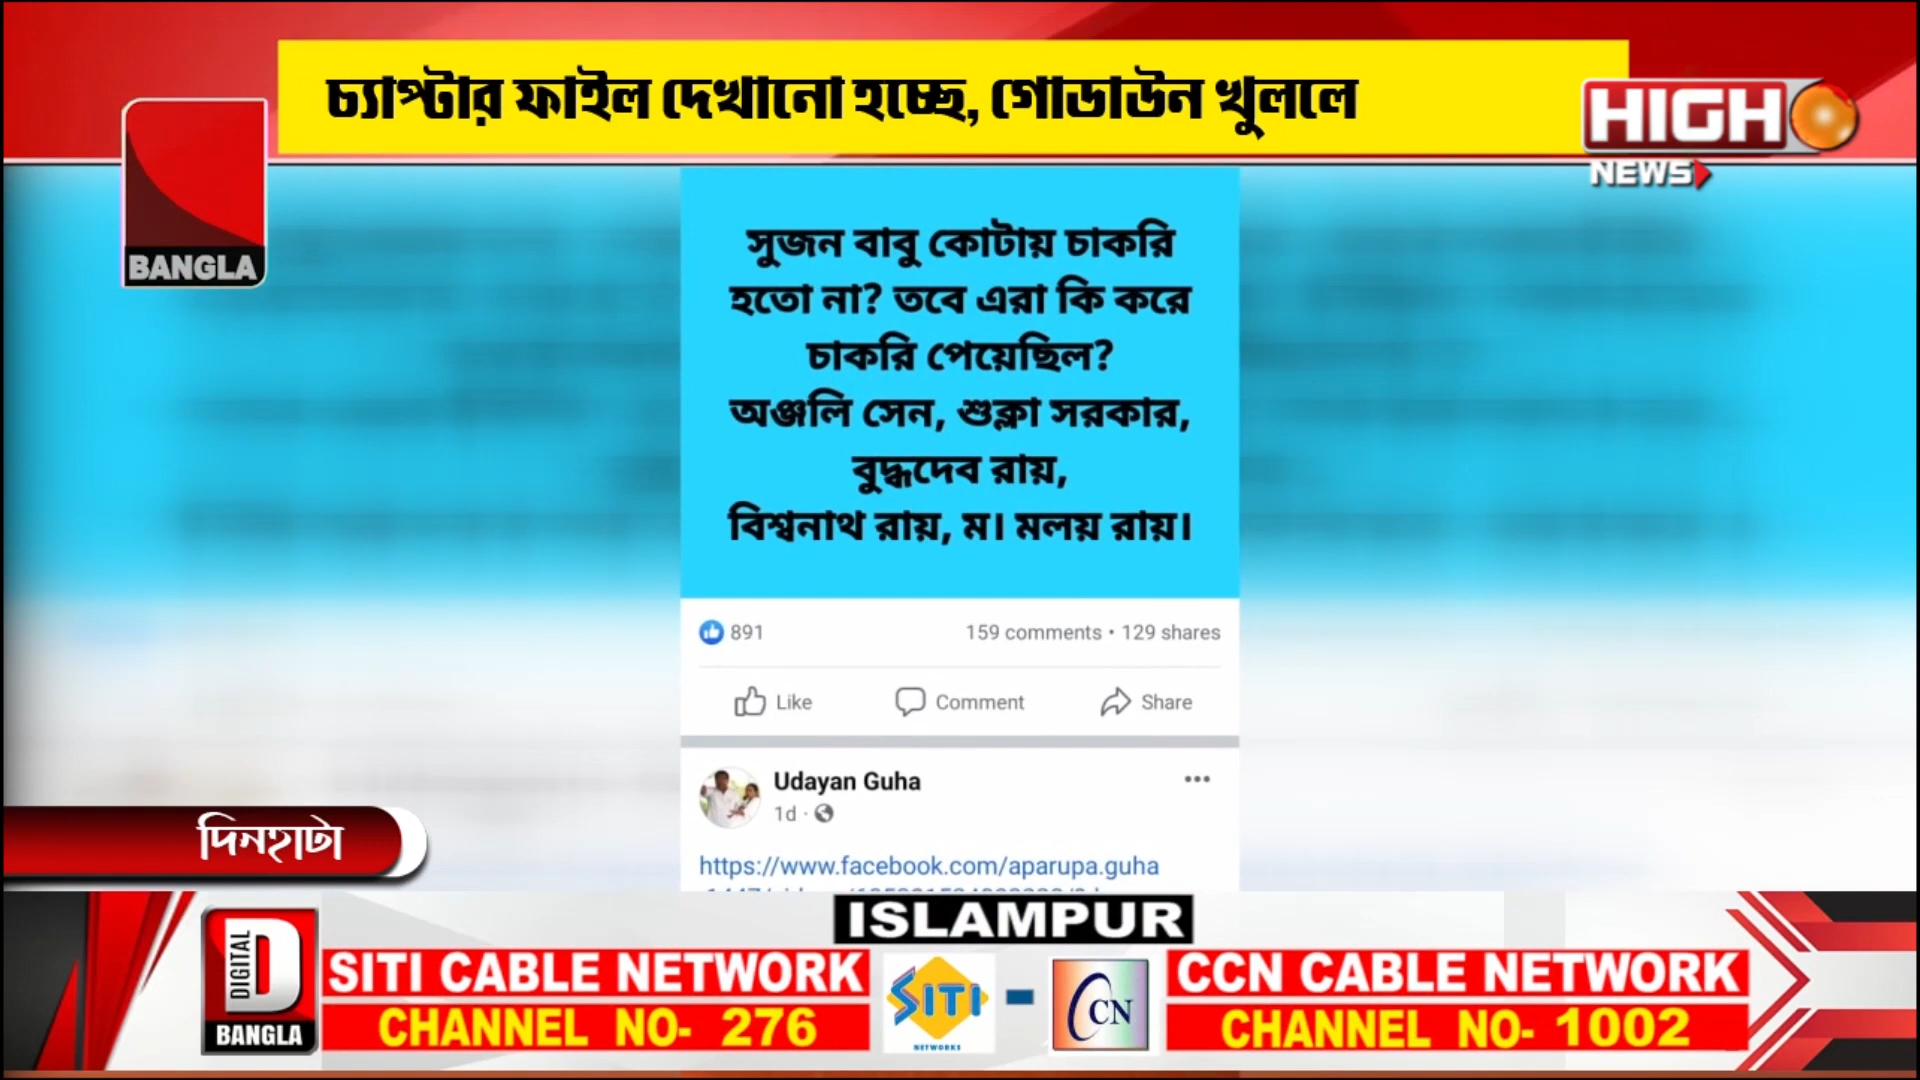 চ্যাপ্টার ফাইল দেখানো হচ্ছে, গোডাউন খুললে
HIGH
NEWS
BANGLA
সুজন বাবু কোটায় চাকরি
হতো না? তবে এরা কি করে
চাকরি পেয়েছিল?
অঞ্জলি সেন, শুক্লা সরকার,
বুদ্ধদেব রায়,
বিশ্বনাথ রায়, ম। মলয় রায়।
891
159 comments • 129 shares
Like
Comment
Share
Udayan Guha
1d ·
https://www.facebook.com/aparupa.guha
দিনহাটা
ISLAMPUR
DIGITAL
D
BANGLA
SITI CABLE NETWORK
CHANNEL NO- 276
SITI
NETWORKS
-
CCN
CCN CABLE NETWORK
CHANNEL NO- 1002